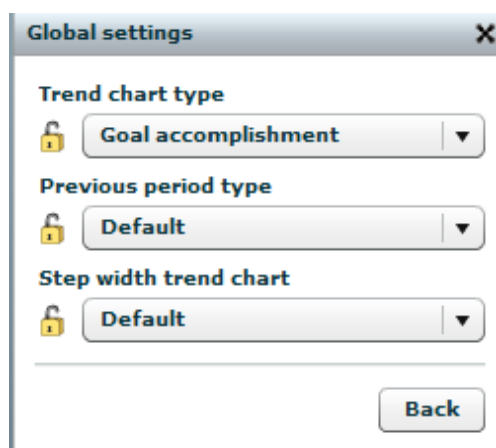 Global settings
Trend chart type
Goal accomplishment
Previous period type
Default
Step width trend chart
Default
Back